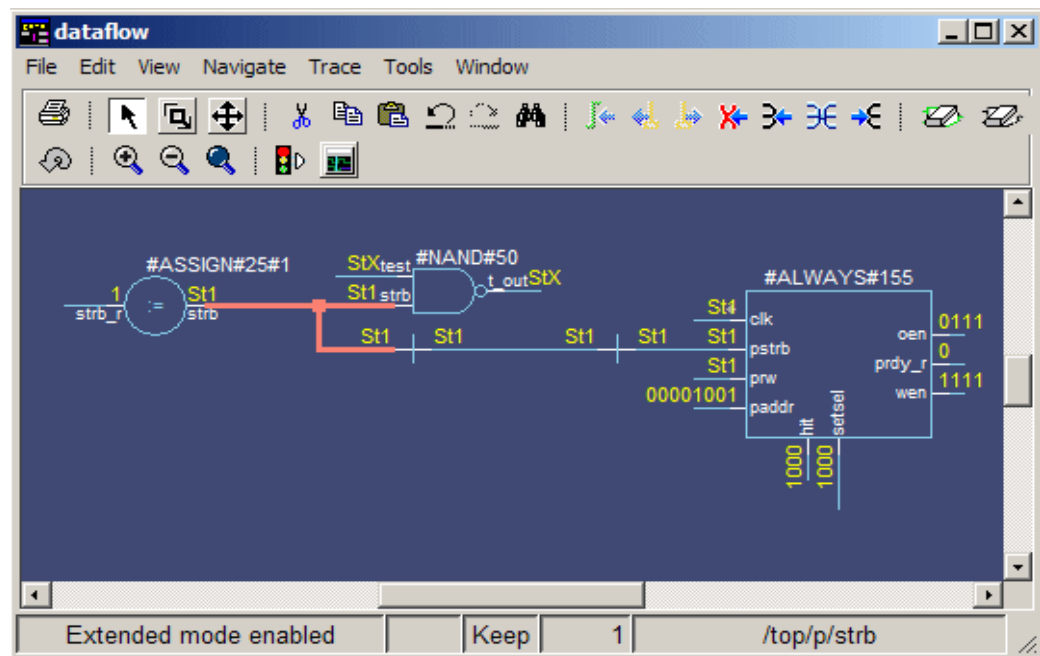 dataflow
File Edit View Navigate Trace Tools Window
#ASSIGN#25#1
1
strb_r
:=
St1
strb
StX test
#NAND#50
t_out StX
St1 strb
St1 St1 St1 St1 St1
#ALWAYS#155
clk
pstrb
St1
prw
00001001
paddr
oen
0111
prdy_r
0
wen
1111
hit
setsel
1000
1000
Extended mode enabled Keep 1 /top/p/strb